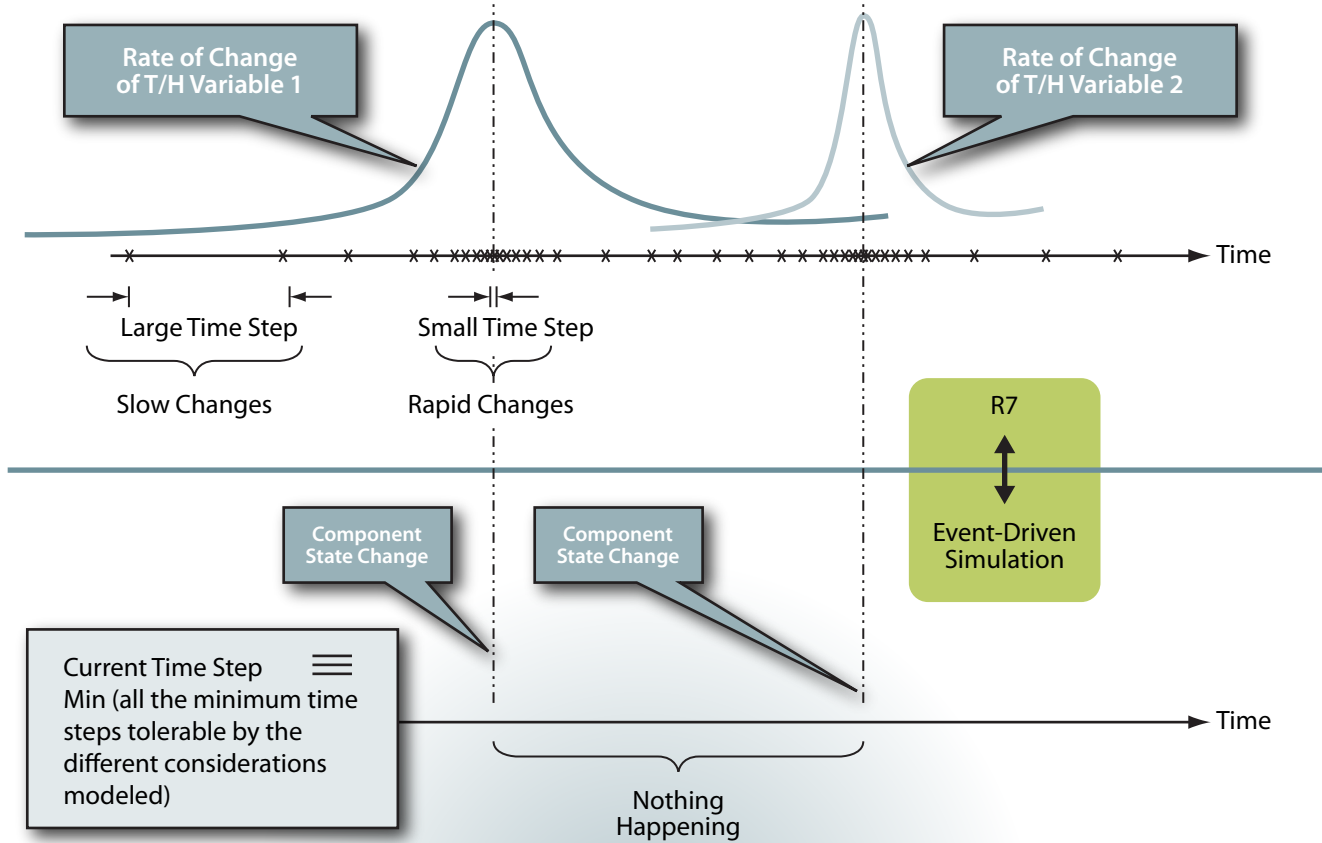 Rate of Change
of T/H Variable 1
Rate of Change
of T/H Variable 2
Time
Large Time Step
Small Time Step
Slow Changes
Rapid Changes
R7
Event-Driven
Simulation
Component
State Change
Component
State Change
Current Time Step
Min (all the minimum time
steps tolerable by the
different considerations
modeled)
Time
Nothing
Happening